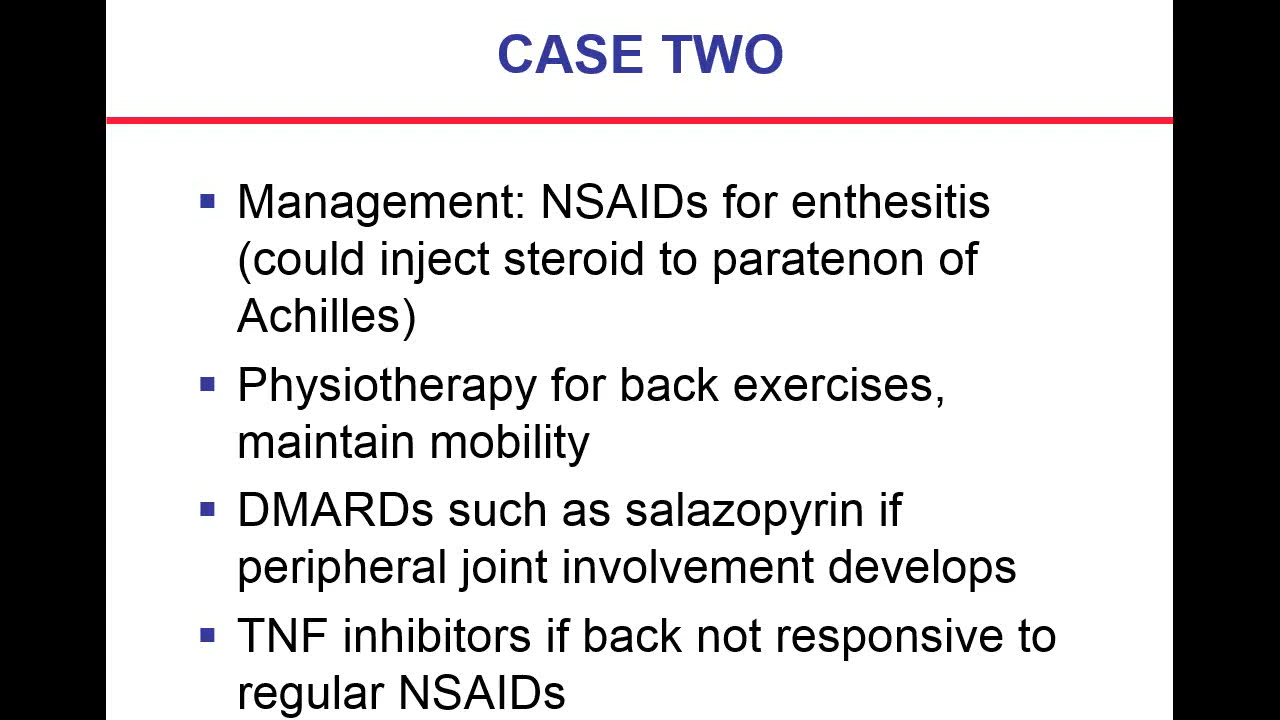 CASE TWO
▪ Management: NSAIDs for enthesitis
(could inject steroid to paratenon of
Achilles)
▪ Physiotherapy for back exercises,
maintain mobility
▪ DMARDs such as salazopyrin if
peripheral joint involvement develops
▪ TNF inhibitors if back not responsive to
regular NSAIDs